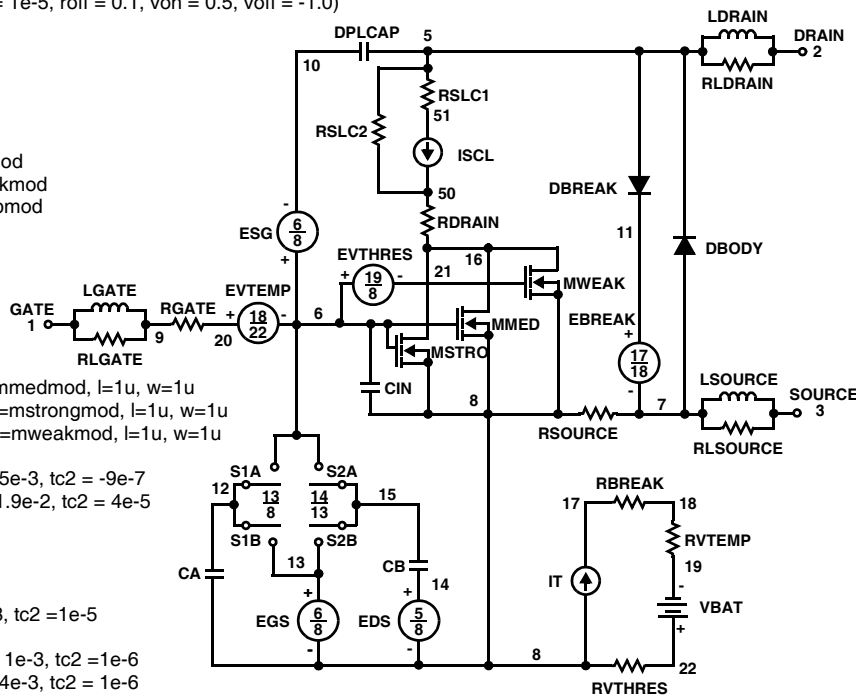 = 1e-5, roff = 0.1, von = 0.5, voff = -1.0)
LDRAIN
DPLCAP
5
DRAIN
2
10
RLDRAIN
RSLC1
51
RSLC2
ISCL
od
kmod
omod
DBREAK
50
RDRAIN
ESG
6
8
-
+
11
DBODY
EVTHRES
16
21
+
19
8
-
MWEAK
LGATE
EVTEMP
GATE
1
RGATE
+
18
22
-
6
MMED
EBREAK
+
9
20
MSTRO
17
18
-
RLGATE
LSOURCE
mmedmod, l=1u, w=1u
CIN
SOURCE
3
=mstrongmod, l=1u, w=1u
8
7
=mweakmod, l=1u, w=1u
RSOURCE
RLSOURCE
5e-3, tc2 = -9e-7
S1A
S2A
RBREAK
1.9e-2, tc2 = 4e-5
12
13
8
14
13
15
17
18
S1B
S2B
RVTEMP
13
CB
19
CA
14
IT
-
VBAT
+
+
+
3, tc2 =1e-5
EGS
6
8
EDS
5
8
-
-
8
1e-3, tc2 =1e-6
22
4e-3, tc2 = 1e-6
RVTHRES